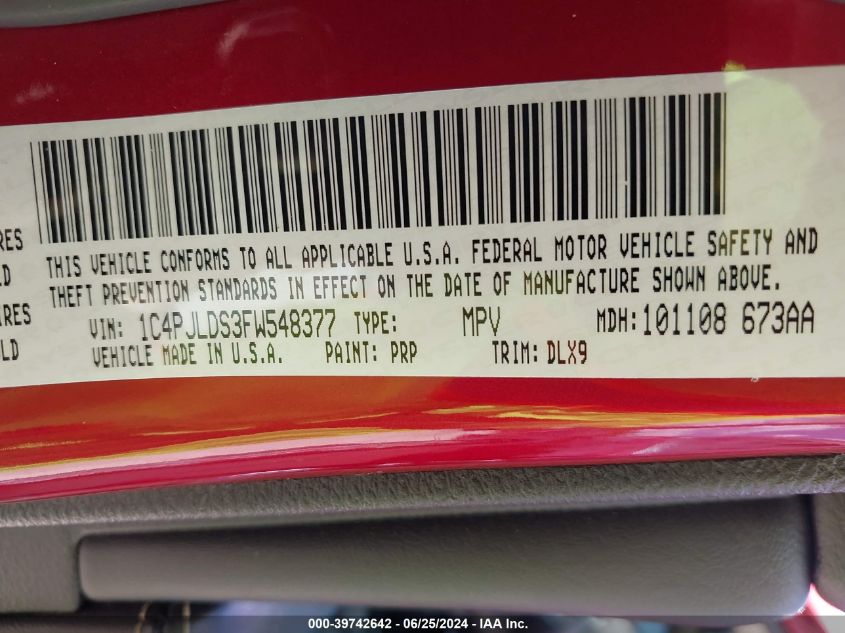 RES
LD
THIS VEHICLE CONFORMS TO ALL APPLICABLE U.S.A. FEDERAL MOTOR VEHICLE SAFETY AND
THEFT PREVENTION STANDARDS IN EFFECT ON THE DATE OF MANUFACTURE SHOWN ABOVE.
IRES
LD
VIN: 1C4PJLDS3FW548377 TYPE: MPV MDH: 101108 673AA
VEHICLE MADE IN U.S.A. PAINT: PRP TRIM: DLX9
000-39742642 - 06/25/2024 - IAA Inc.